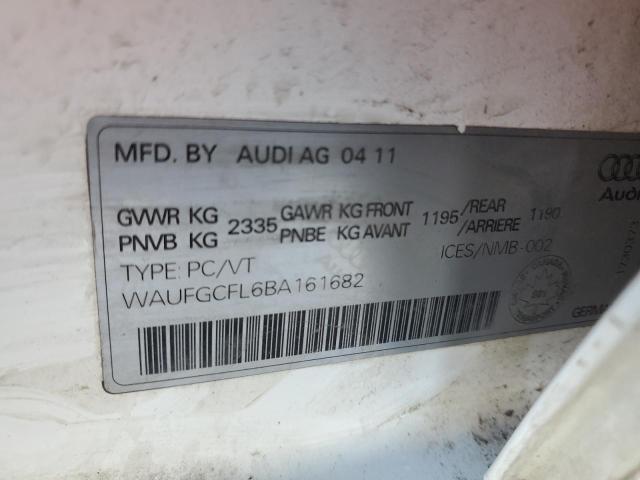 MFD. BY AUDI AG 04 11
Audi
GVWR KG 2335 GAWR KG FRONT 1195 /REAR 1190
PNVB KG PNBE KG AVANT /ARRIERE
TYPE: PC/VT ICES/NMB-002
WAUFGCFL6BA161682